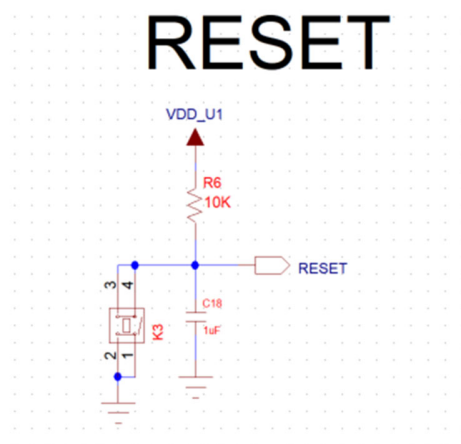 RESET
VDD_U1
R6
10K
RESET
3 4
C18
1uF
K3
2 1